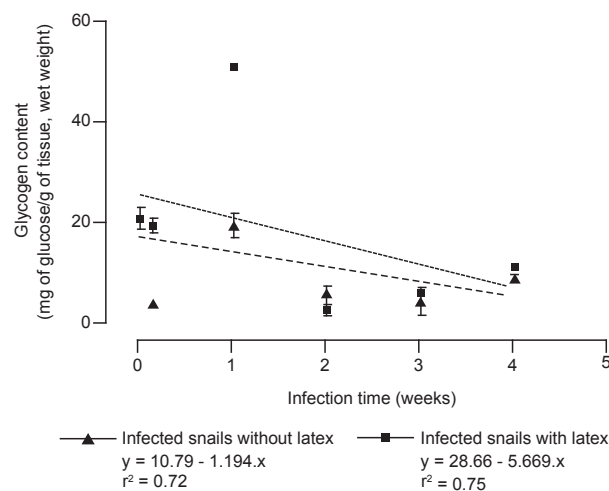 Glycogen content
(mg of glucose/g of tissue, wet weight)
60
40
20
0
0 1 2 3 4 5
Infection time (weeks)
Infected snails without latex Infected snails with latex
y = 10.79 - 1.194.x y = 28.66 - 5.669.x
r² = 0.72 r² = 0.75